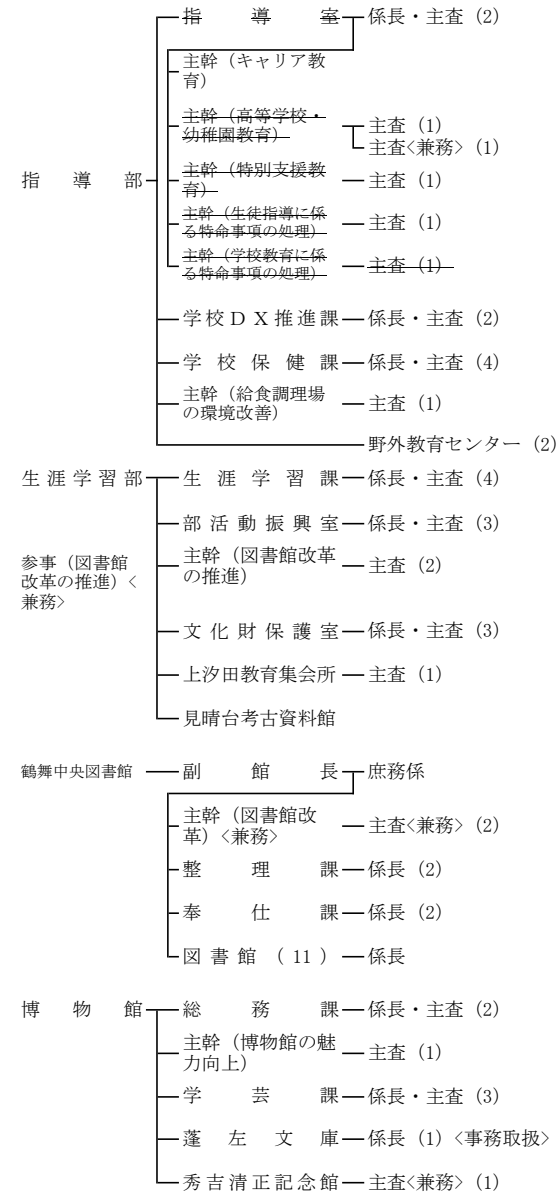 指導室 係長・主査（2）
主幹（キャリア教
育）
主幹（高等学校・
幼稚園教育） 主査（1）
主査<兼務>（1）
指導部 主幹（特別支援教
育） 主査（1）
主幹（生徒指導に係
る特命事項の処理） 主査（1）
主幹（学校教育に係
る特命事項の処理） 主査（1）
学校ＤＸ推進課 係長・主査（2）
学校保健課 係長・主査（4）
主幹（給食調理場
の環境改善） 主査（1）
野外教育センター（2）
生涯学習部 生涯学習課 係長・主査（4）
部活動振興室 係長・主査（3）
参事（図書館
改革の推進）<
兼務>
主幹（図書館改革
の推進） 主査（2）
文化財保護室 係長・主査（3）
上汐田教育集会所 主査（1）
見晴台考古資料館
鶴舞中央図書館 副館長 庶務係
主幹（図書館改
革）<兼務> 主査<兼務>（2）
整理課 係長（2）
奉仕課 係長（2）
図書館（11） 係長
博物館 総務課 係長・主査（2）
主幹（博物館の魅
力向上） 主査（1）
学芸課 係長・主査（3）
蓬左文庫 係長（1）<事務取扱>
秀吉清正記念館 主査<兼務>（1）